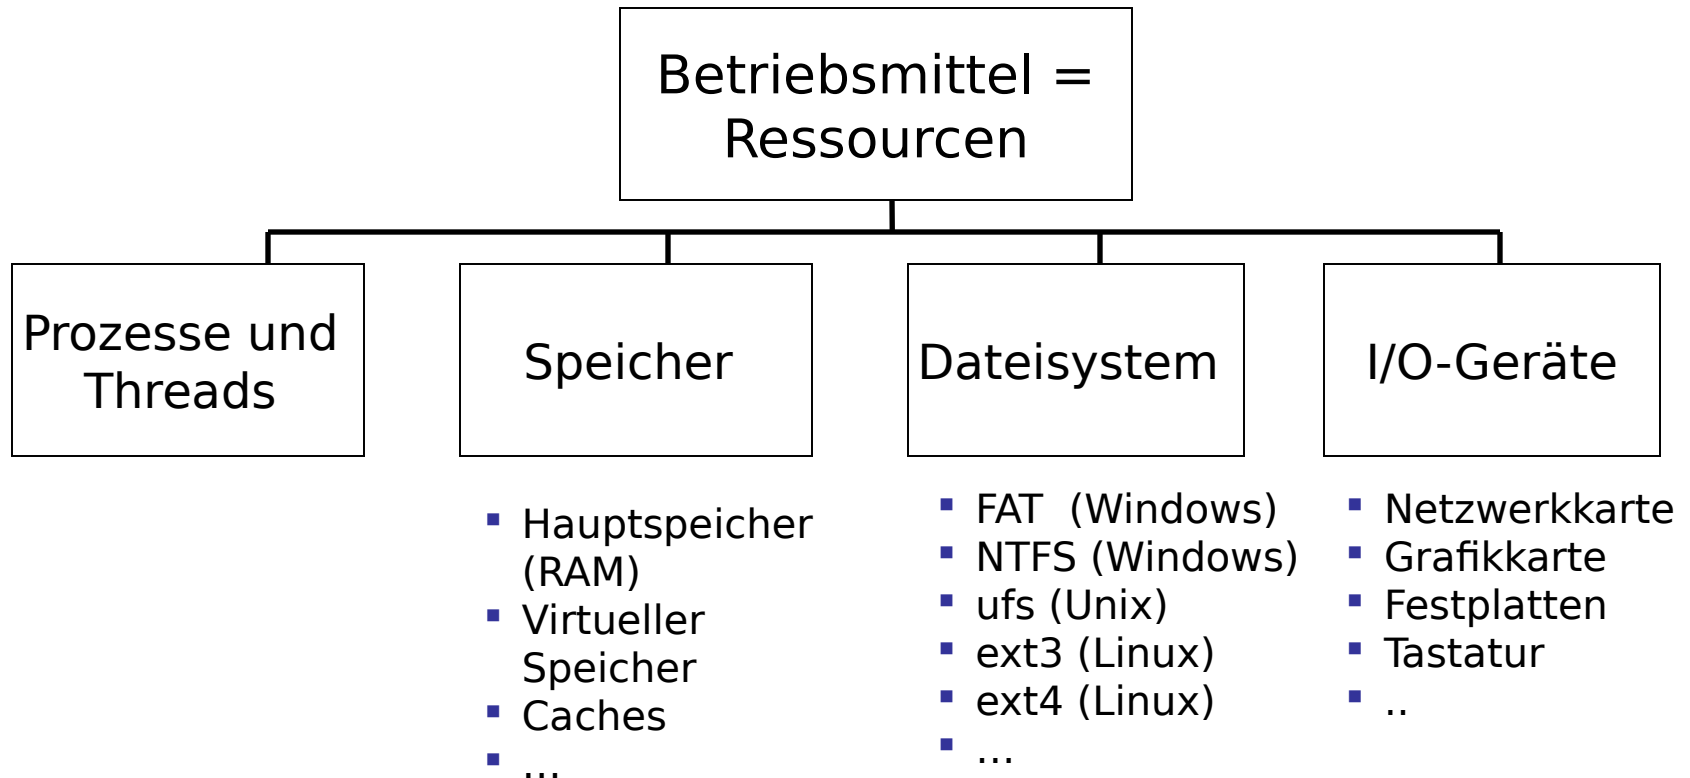 Betriebsmittel =
Ressourcen
Prozesse und
Threads
Speicher
Dateisystem
I/O-Geräte
▪ Hauptspeicher
(RAM)
▪ Virtueller
Speicher
▪ Caches
▪ ...
▪ FAT  (Windows)
▪ NTFS (Windows)
▪ ufs (Unix)
▪ ext3 (Linux)
▪ ext4 (Linux)
▪ ...
▪ Netzwerkkarte
▪ Grafikkarte
▪ Festplatten
▪ Tastatur
▪ ..